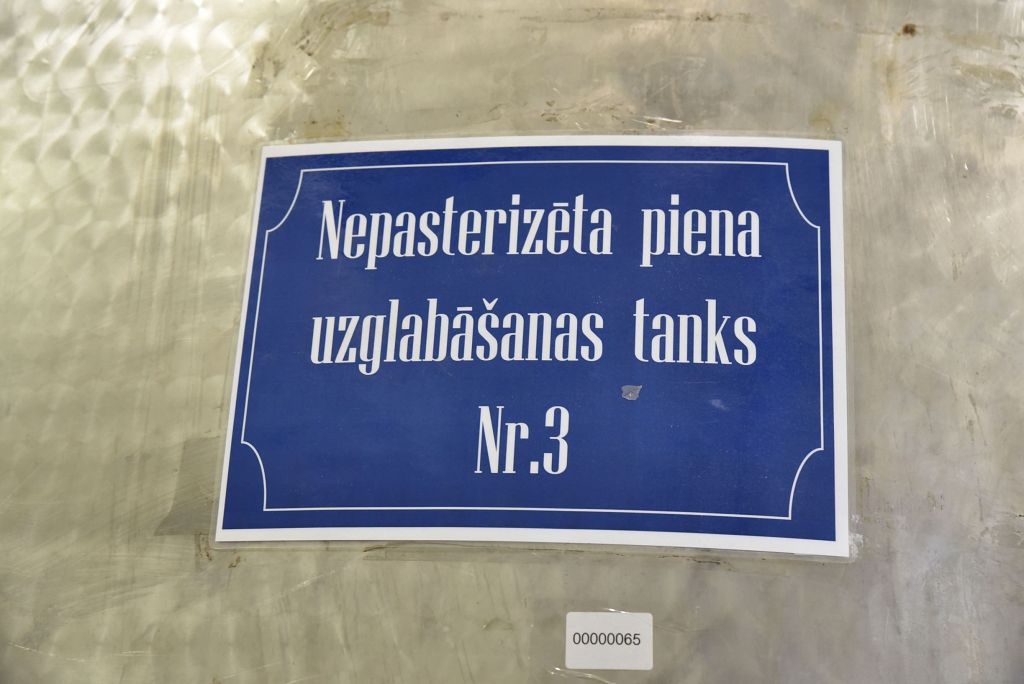 Nepasterizēta piena
uzglabāšanas tanks
Nr.3
00000065